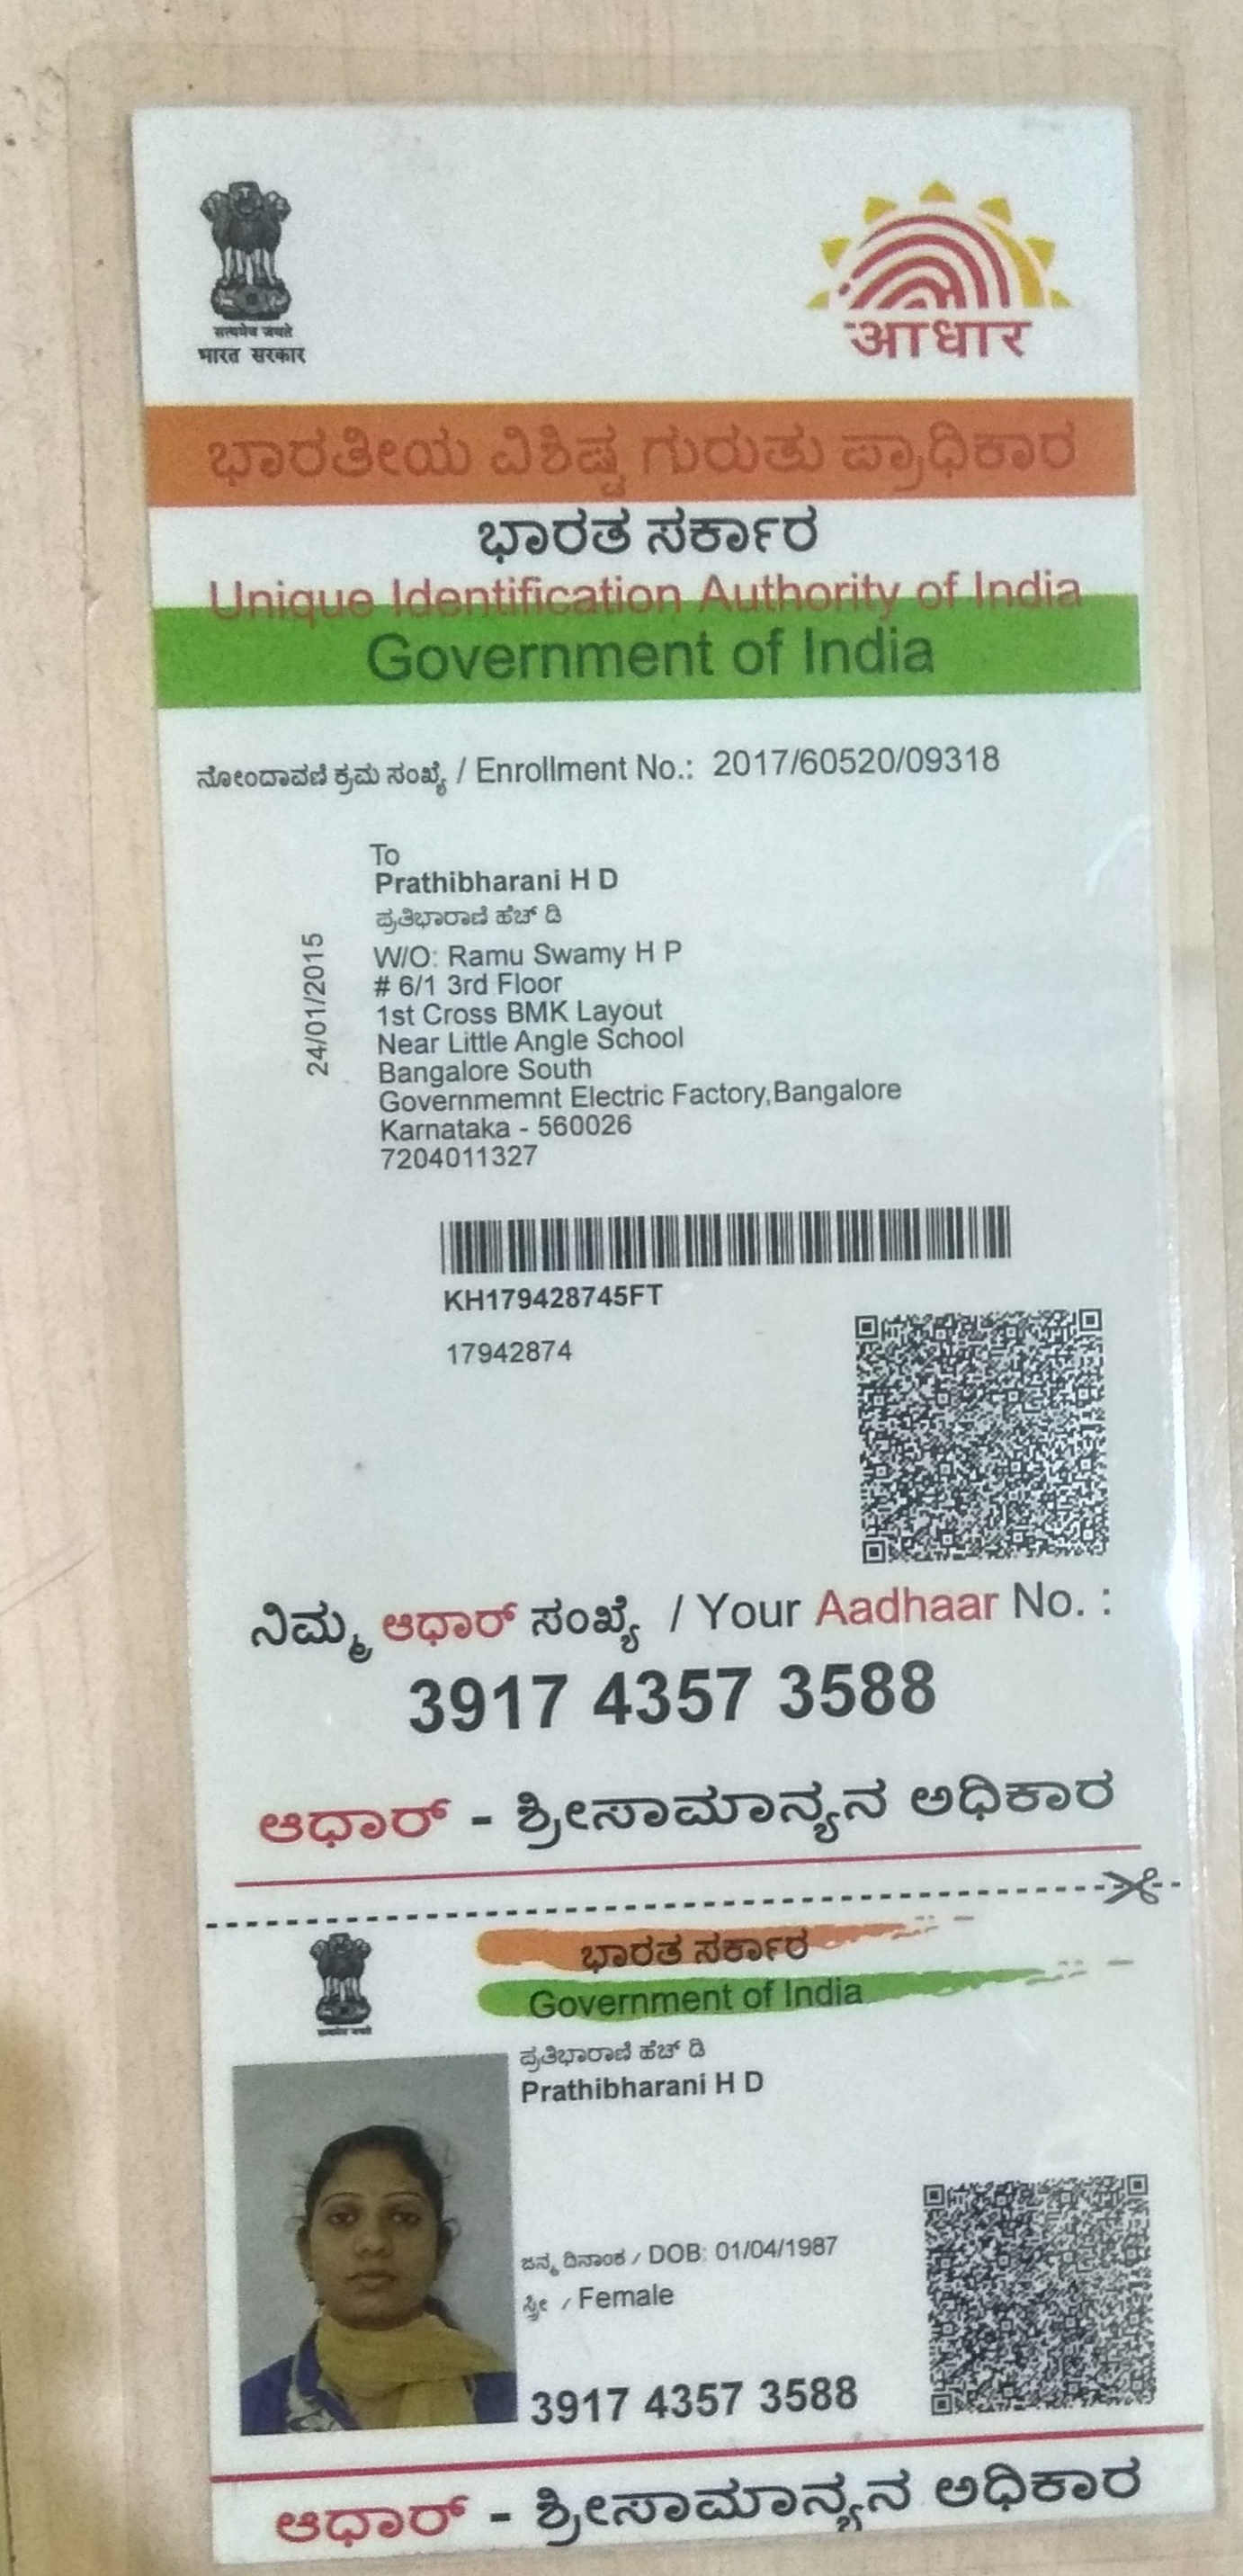 सत्यमेव जयते
भारत सरकार
आधार
ಭಾರತೀಯ ವಿಶಿಷ್ಟ ಗುರುತು ಪ್ರಾಧಿಕಾರ
ಭಾರತ ಸರ್ಕಾರ
Unique Identification Authority of India
Government of India
ನೋಂದಾವಣಿ ಕ್ರಮ ಸಂಖ್ಯೆ / Enrollment No.: 2017/60520/09318
24/01/2015
To
Prathibharani H D
ಪ್ರತಿಭಾರಾಣಿ ಹೆಚ್ ಡಿ
W/O: Ramu Swamy H P
# 6/1 3rd Floor
1st Cross BMK Layout
Near Little Angle School
Bangalore South
Governmemnt Electric Factory,Bangalore
Karnataka - 560026
7204011327
KH179428745FT
17942874
ನಿಮ್ಮ ಆಧಾರ್ ಸಂಖ್ಯೆ / Your Aadhaar No. :
3917 4357 3588
ಆಧಾರ್ - ಶ್ರೀಸಾಮಾನ್ಯನ ಅಧಿಕಾರ
ಭಾರತ ಸರ್ಕಾರ
Government of India
ಪ್ರತಿಭಾರಾಣಿ ಹೆಚ್ ಡಿ
Prathibharani H D
ಜನ್ಮ ದಿನಾಂಕ / DOB: 01/04/1987
ಸ್ತ್ರೀ / Female
3917 4357 3588
ಆಧಾರ್ - ಶ್ರೀಸಾಮಾನ್ಯನ ಅಧಿಕಾರ